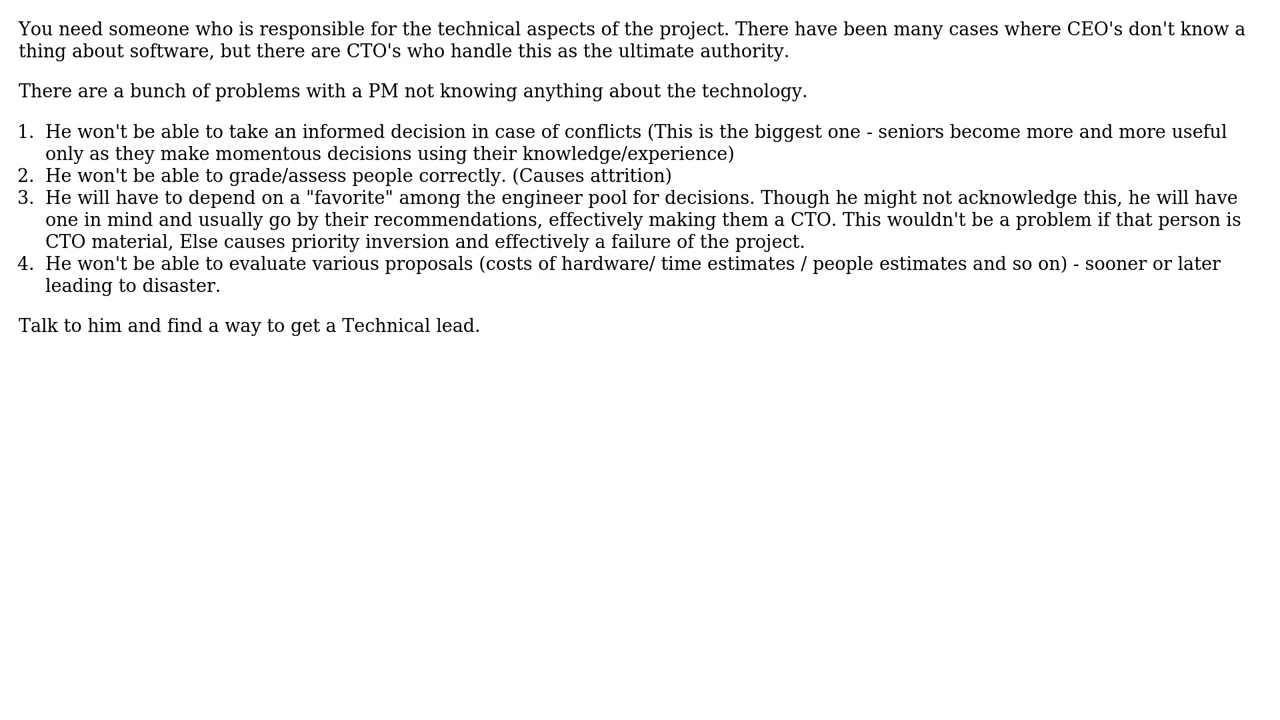 You need someone who is responsible for the technical aspects of the project. There have been many cases where CEO's don't know a
thing about software, but there are CTO's who handle this as the ultimate authority.
There are a bunch of problems with a PM not knowing anything about the technology.
1. He won't be able to take an informed decision in case of conflicts (This is the biggest one - seniors become more and more useful
only as they make momentous decisions using their knowledge/experience)
2. He won't be able to grade/assess people correctly. (Causes attrition)
3. He will have to depend on a "favorite" among the engineer pool for decisions. Though he might not acknowledge this, he will have
one in mind and usually go by their recommendations, effectively making them a CTO. This wouldn't be a problem if that person is
CTO material, Else causes priority inversion and effectively a failure of the project.
4. He won't be able to evaluate various proposals (costs of hardware/ time estimates / people estimates and so on) - sooner or later
leading to disaster.
Talk to him and find a way to get a Technical lead.